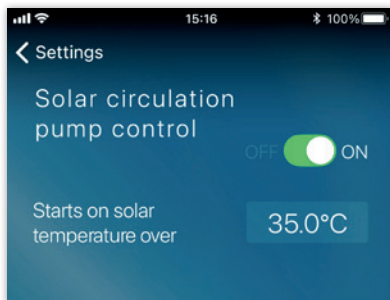 15:16 100%
Settings
Solar circulation
pump control
OFF ON
Starts on solar
temperature over
35.0°C